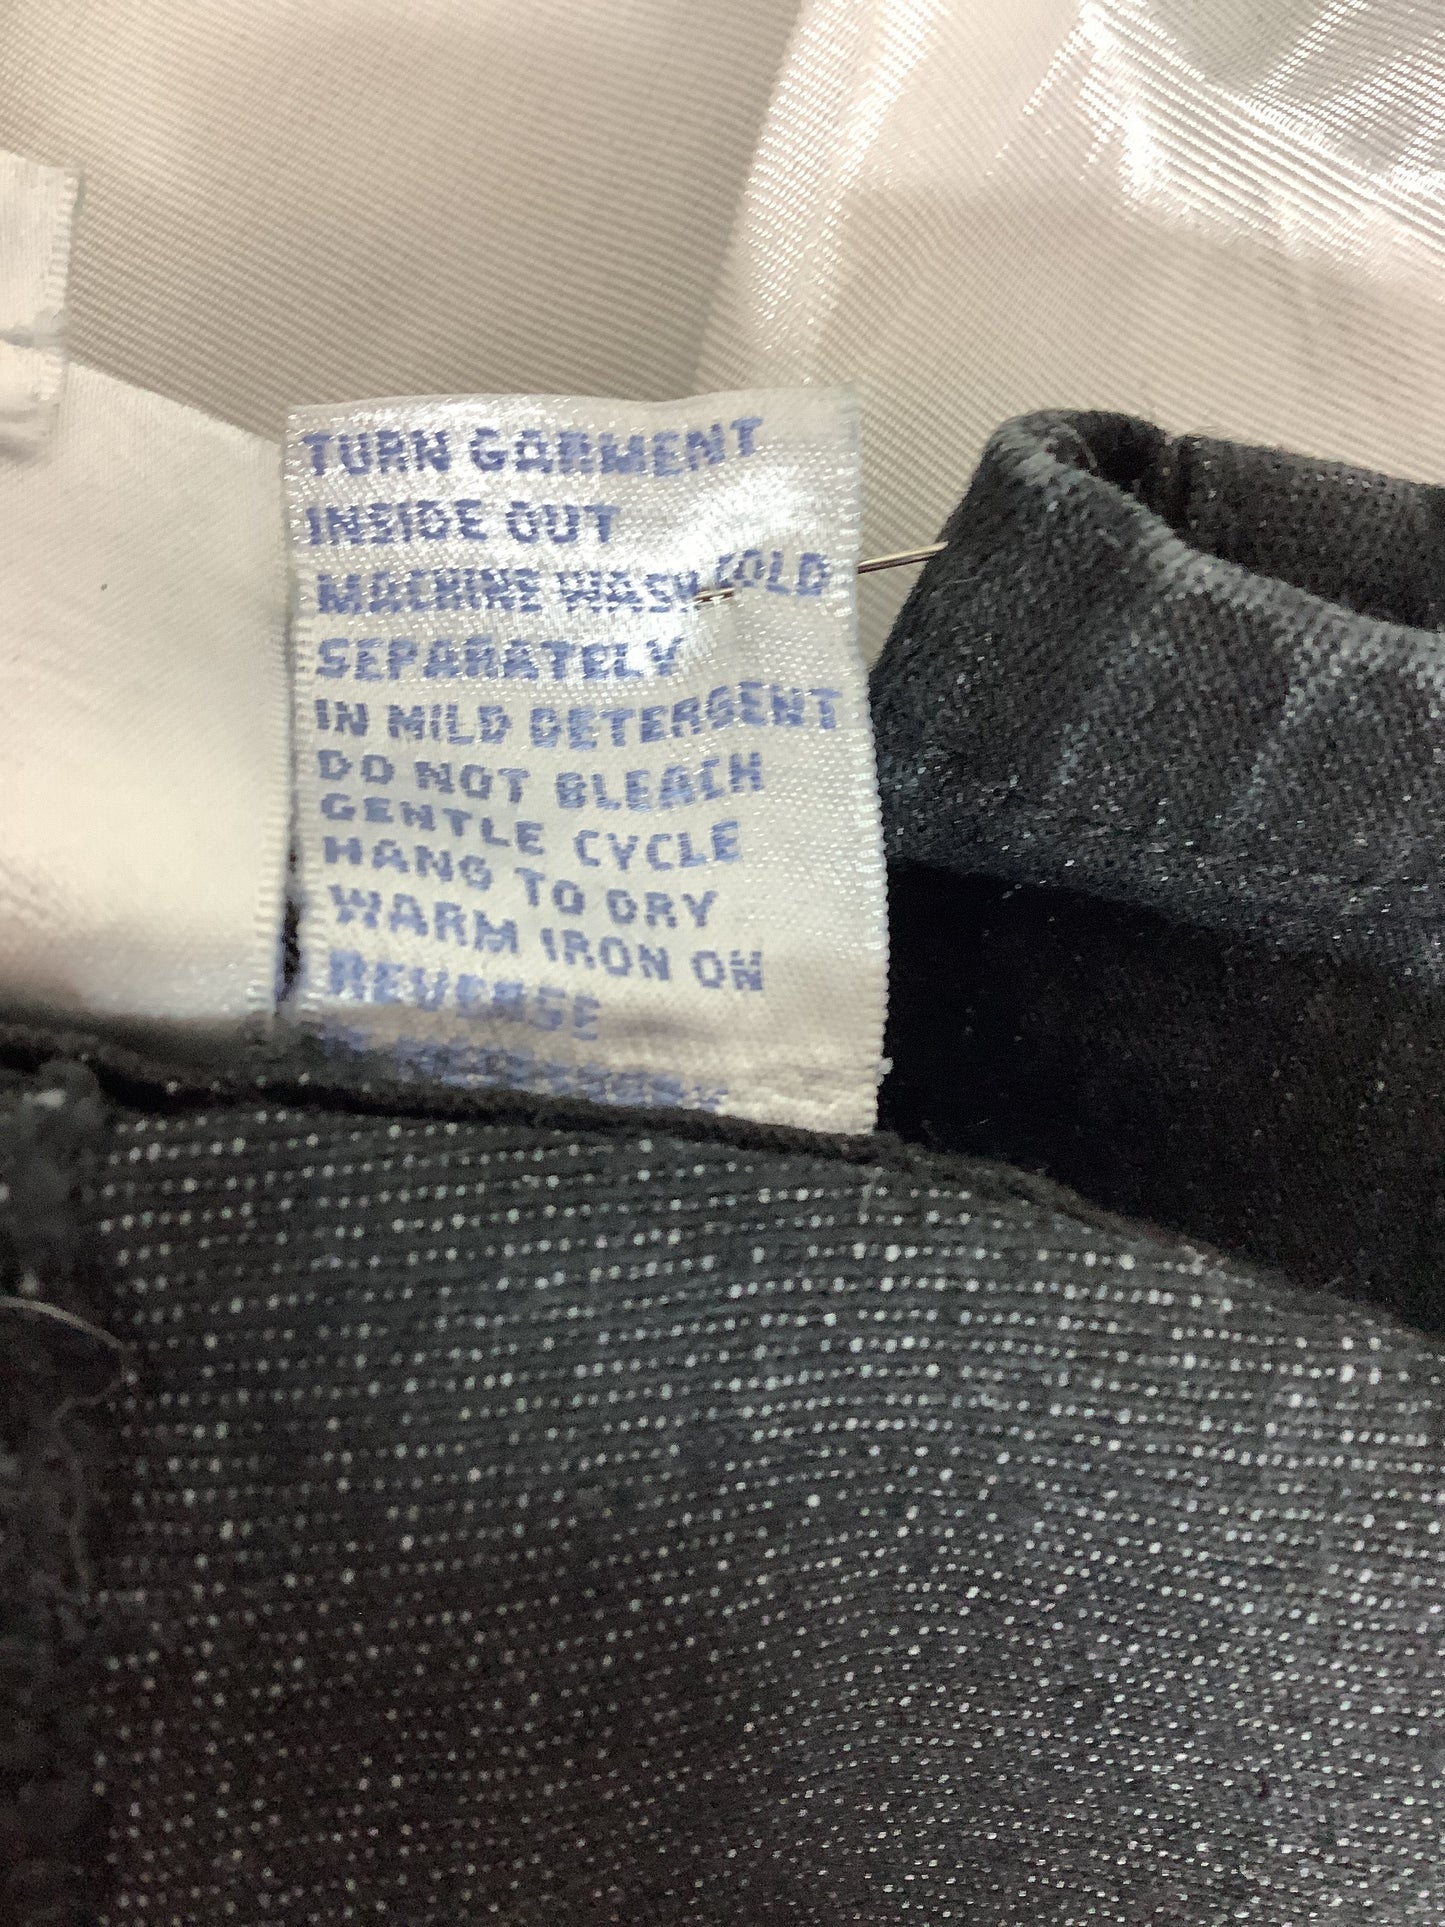 TURN GARMENT
INSIDE OUT
MACHINE WASH COLD
SEPARATELY
IN MILD DETERGENT
DO NOT BLEACH
GENTLE CYCLE
HANG TO DRY
WARM IRON ON
REVERSE